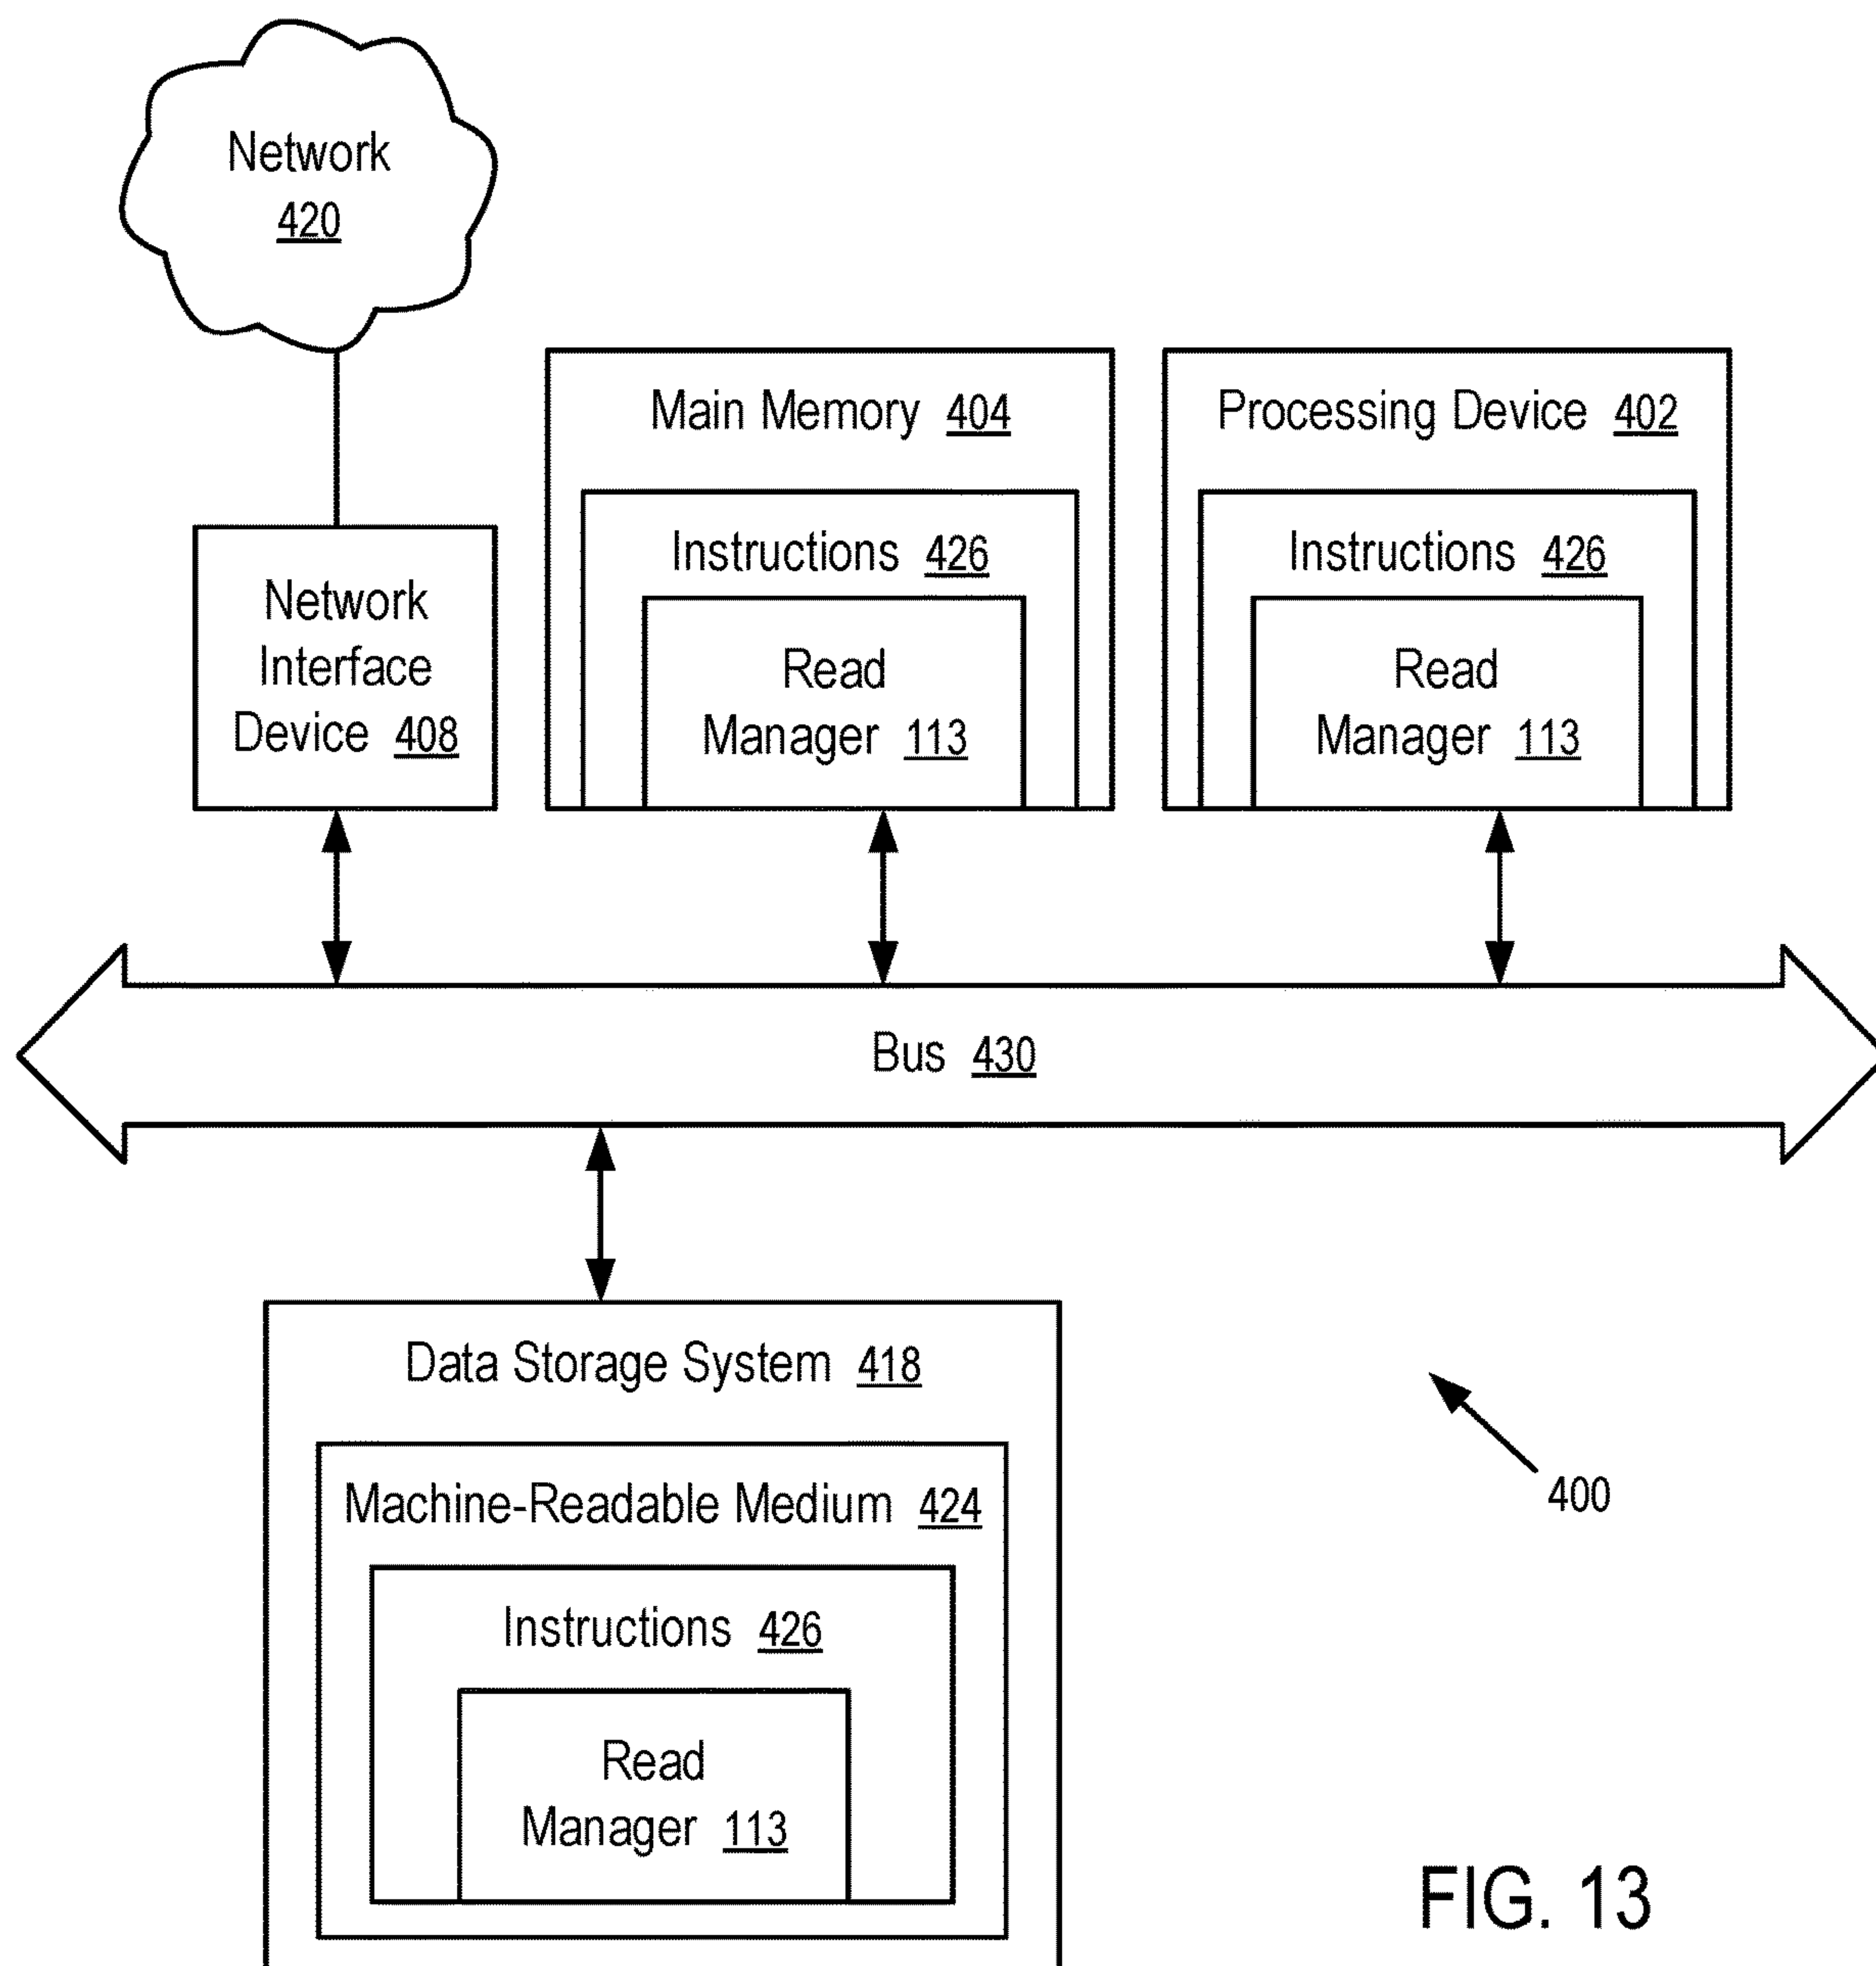 Network
420
Main Memory 404
Processing Device 402
Instructions 426
Instructions 426
Network
Interface
Device 408
Read
Manager 113
Read
Manager 113
Bus 430
Data Storage System 418
Machine-Readable Medium 424
Instructions 426
Read
Manager 113
400
FIG. 13